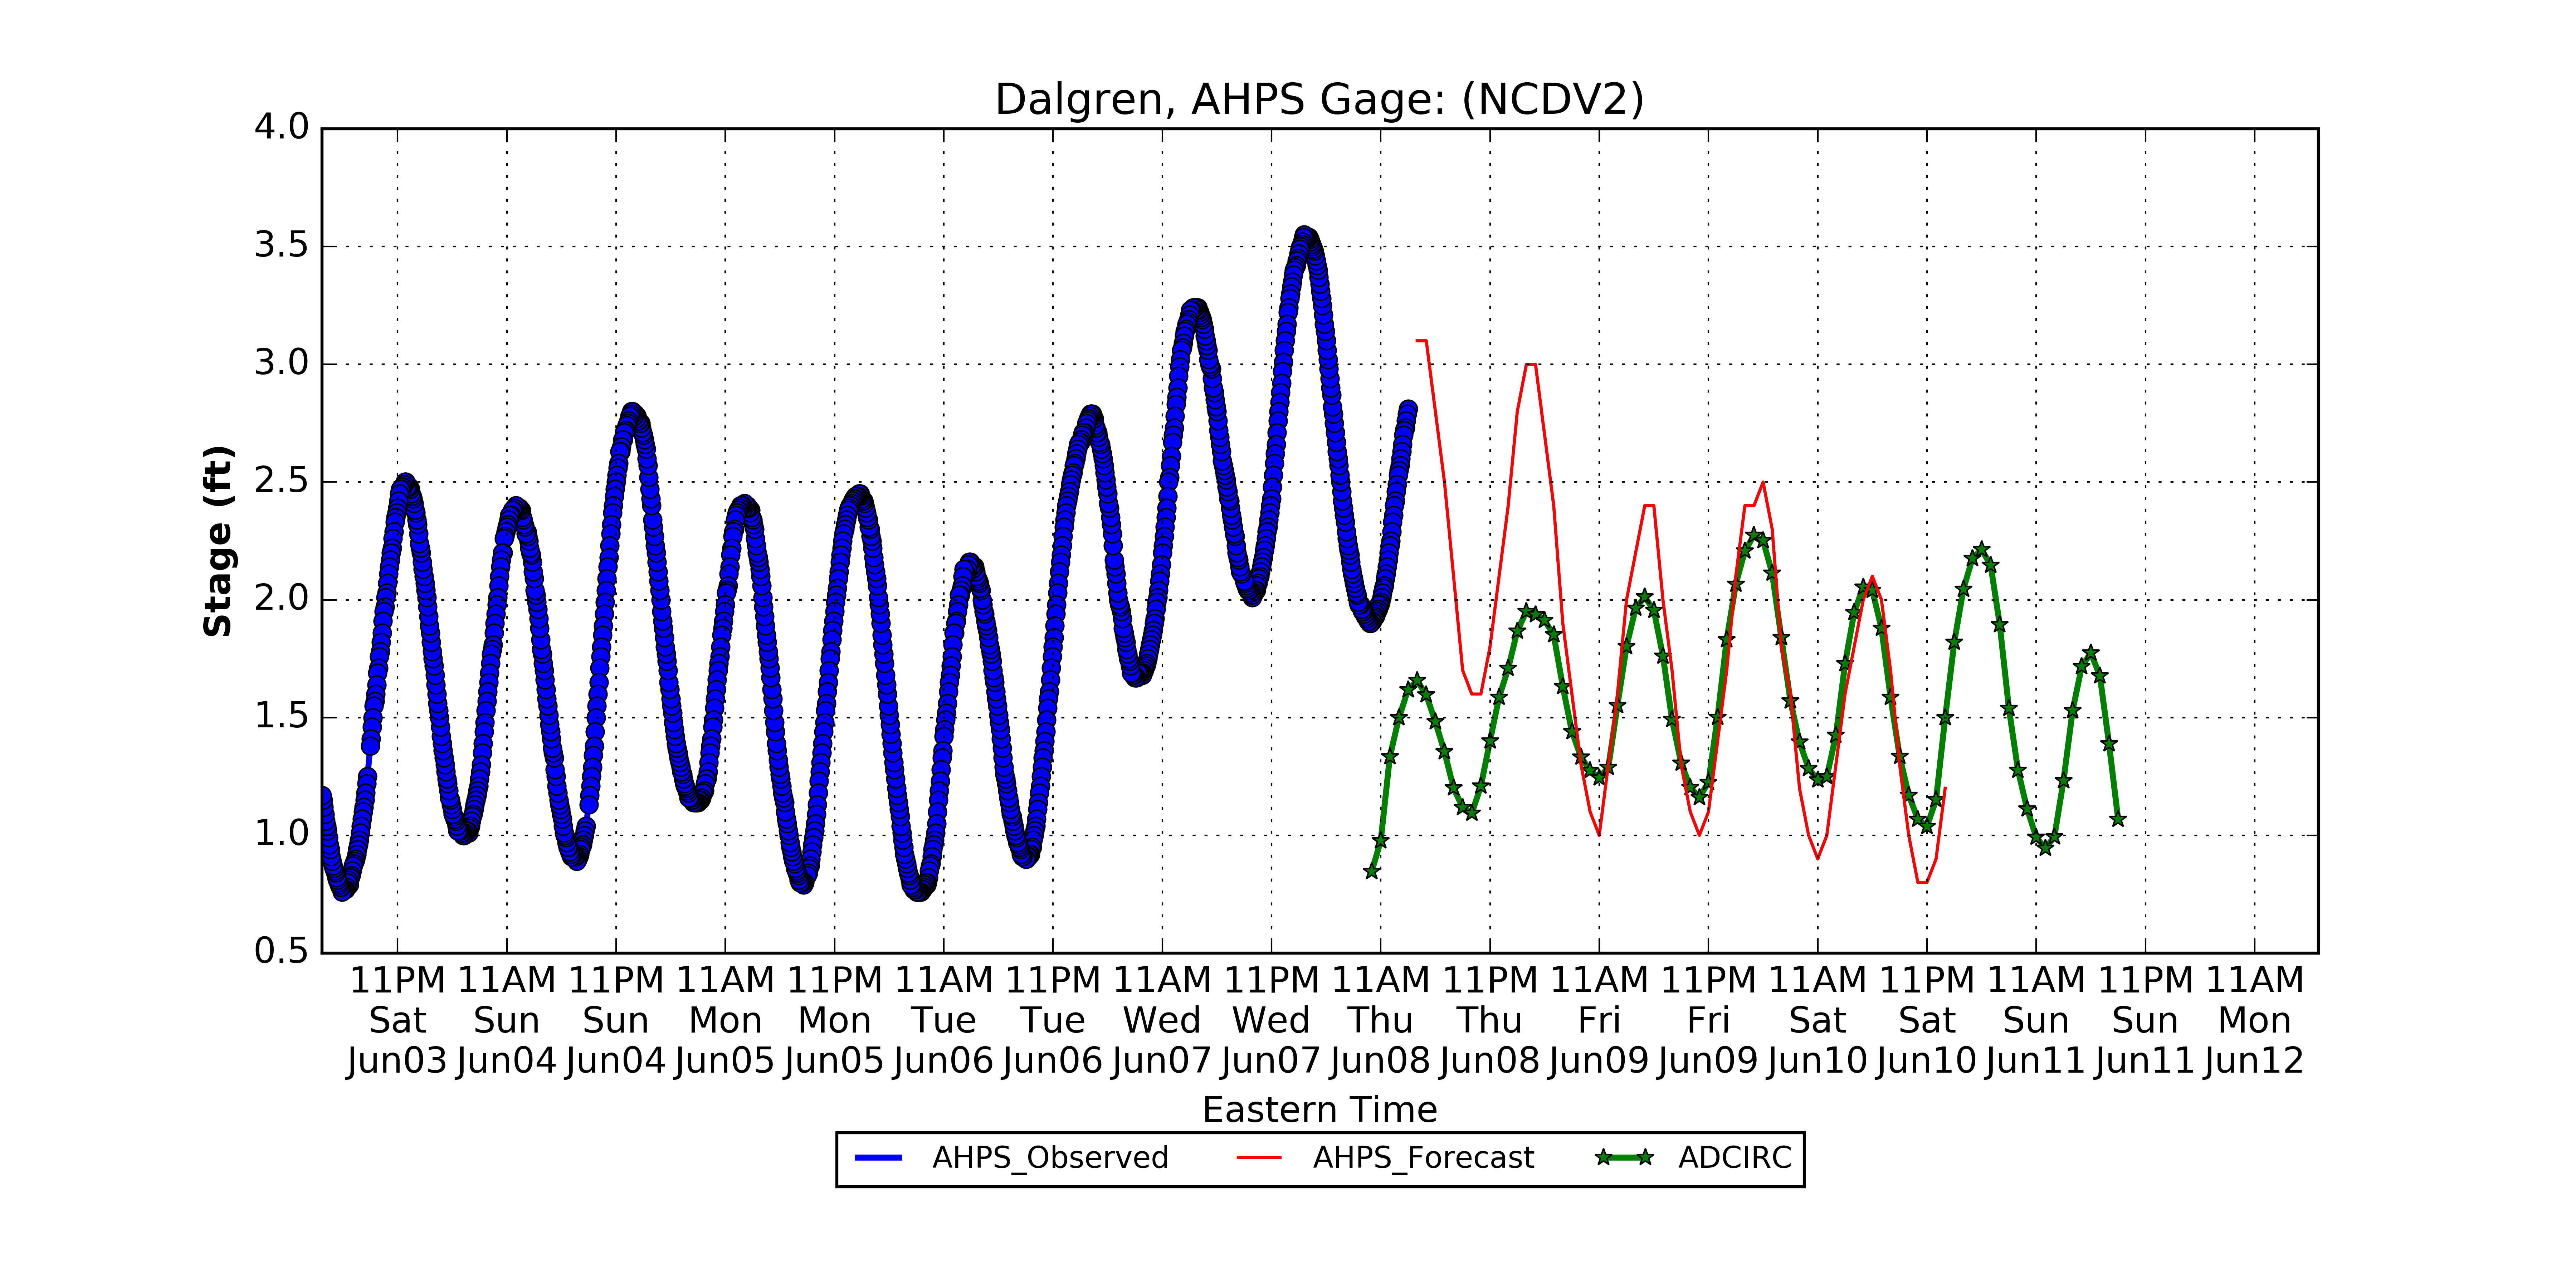 Dalgren, AHPS Gage: (NCDV2)
4.0
3.5
3.0
2.5
2.0
1.5
1.0
0.5
Stage (ft)
11PM 11AM 11PM 11AM 11PM 11AM 11PM 11AM 11PM 11AM 11PM 11AM 11PM 11AM 11PM 11AM 11PM 11AM
Sat Sun Sun Mon Mon Tue Tue Wed Wed Thu Thu Fri Fri Sat Sat Sun Sun Mon
Jun03 Jun04 Jun04 Jun05 Jun05 Jun06 Jun06 Jun07 Jun07 Jun08 Jun08 Jun09 Jun09 Jun10 Jun10 Jun11 Jun11 Jun12
Eastern Time
AHPS_Observed AHPS_Forecast ADCIRC